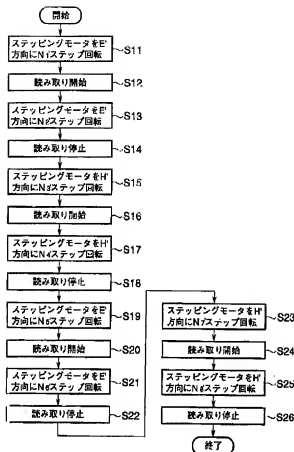 開始
ステッピングモータをE'
方向にN₁'ステップ回転
S11
読み取り開始
S12
ステッピングモータをE'
方向にN₂'ステップ回転
S13
読み取り停止
S14
ステッピングモータをH'
方向にN₃'ステップ回転
S15
読み取り開始
S16
ステッピングモータをH'
方向にN₄'ステップ回転
S17
読み取り停止
S18
ステッピングモータをE'
方向にN₅'ステップ回転
S19
読み取り開始
S20
ステッピングモータをE'
方向にN₆'ステップ回転
S21
読み取り停止
S22
ステッピングモータをH'
方向にN₇'ステップ回転
S23
読み取り開始
S24
ステッピングモータをH'
方向にN₈'ステップ回転
S25
読み取り停止
S26
終了